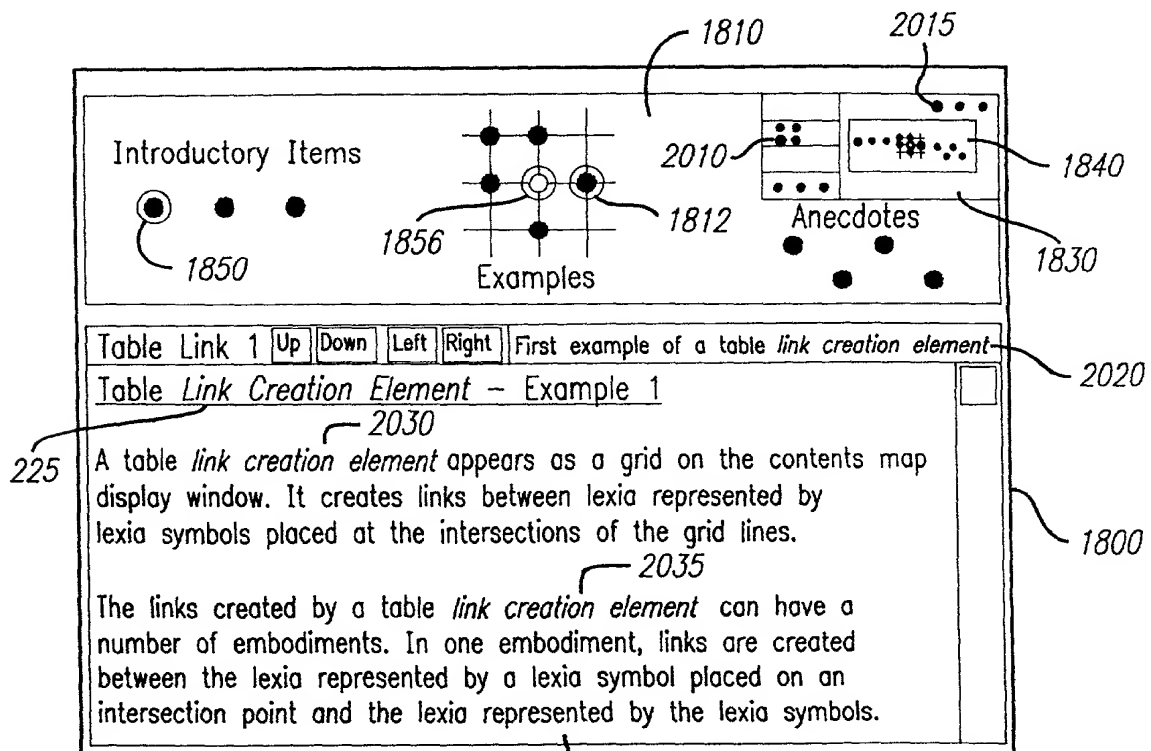 1810
2015
Introductory Items
2010
1840
1856
1812
Anecdotes
1850
1830
Examples
Table Link 1 Up Down Left Right First example of a table link creation element
2020
Table Link Creation Element – Example 1
2030
225
A table link creation element appears as a grid on the contents map
display window. It creates links between lexia represented by
lexia symbols placed at the intersections of the grid lines.
1800
2035
The links created by a table link creation element can have a
number of embodiments. In one embodiment, links are created
between the lexia represented by a lexia symbol placed on an
intersection point and the lexia represented by the lexia symbols.